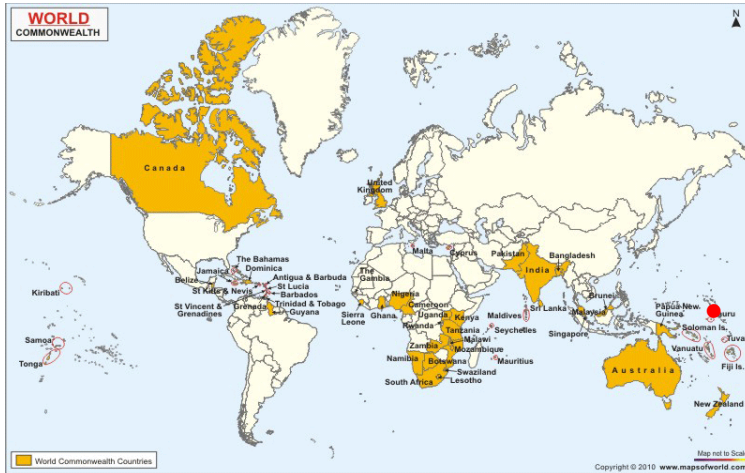 WORLD
COMMONWEALTH
N
Canada
United
Kingdom
The Bahamas
Jamaica
Dominica
Antigua & Barbuda
Belize
St Kitts & Nevis
St Lucia
Barbados
St Vincent &
Grenadines
Grenada
Trinidad & Tobago
Guyana
Kiribati
Samoa
Tonga
Malta
Cyprus
Pakistan
Bangladesh
India
The
Gambia
Sierra
Leone
Ghana
Nigeria
Cameroon
Uganda
Kenya
Rwanda
Tanzania
Malawi
Zambia
Mozambique
Namibia
Botswana
Swaziland
South Africa
Lesotho
Maldives
Sri Lanka
Seychelles
Mauritius
Brunei
Malaysia
Singapore
Papua New
Guinea
uru
Soloman Is.
Tuva
Vanuatu
Fiji Is.
Australia
New Zealand
World Commonwealth Countries
Map not to Scale
Copyright © 2010 www.mapsofworld.com